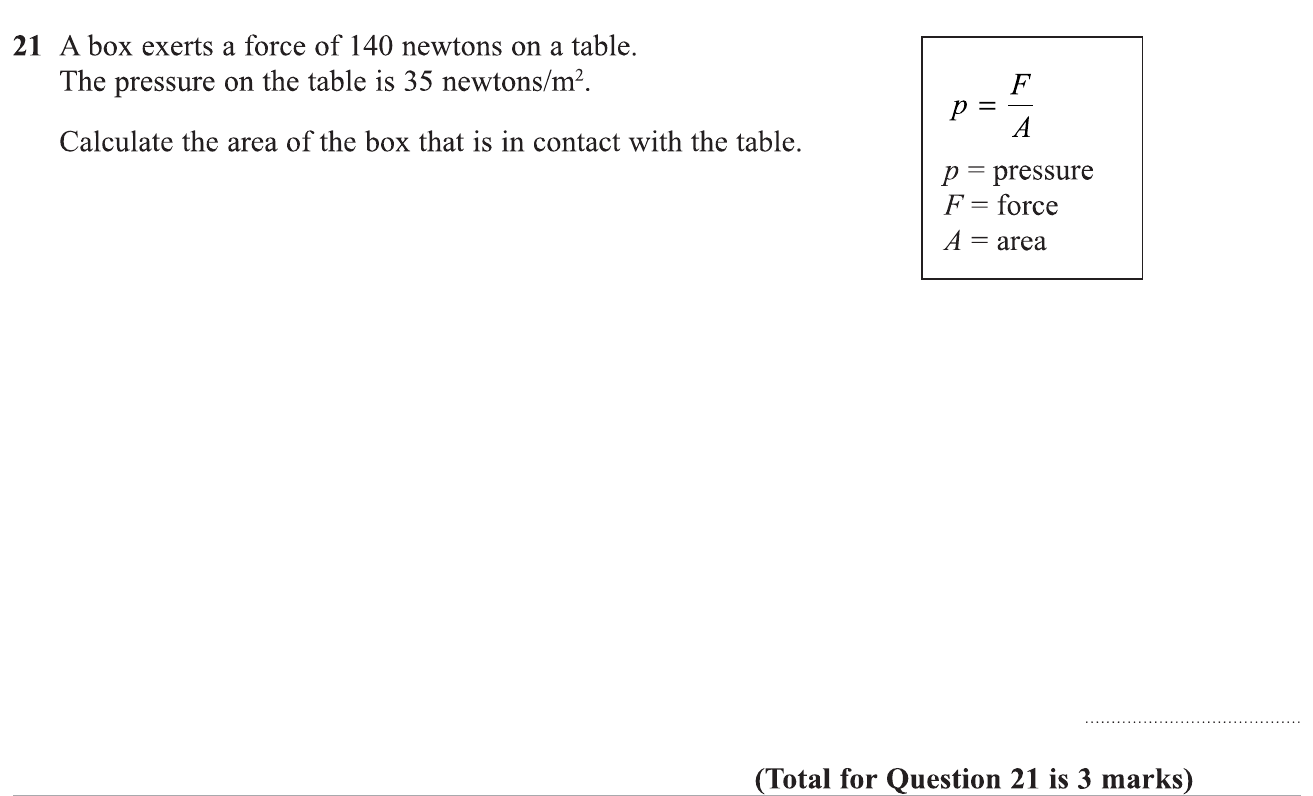 21 A box exerts a force of 140 newtons on a table.
The pressure on the table is 35 newtons/m².
Calculate the area of the box that is in contact with the table.
p = F/A
p = pressure
F = force
A = area
(Total for Question 21 is 3 marks)